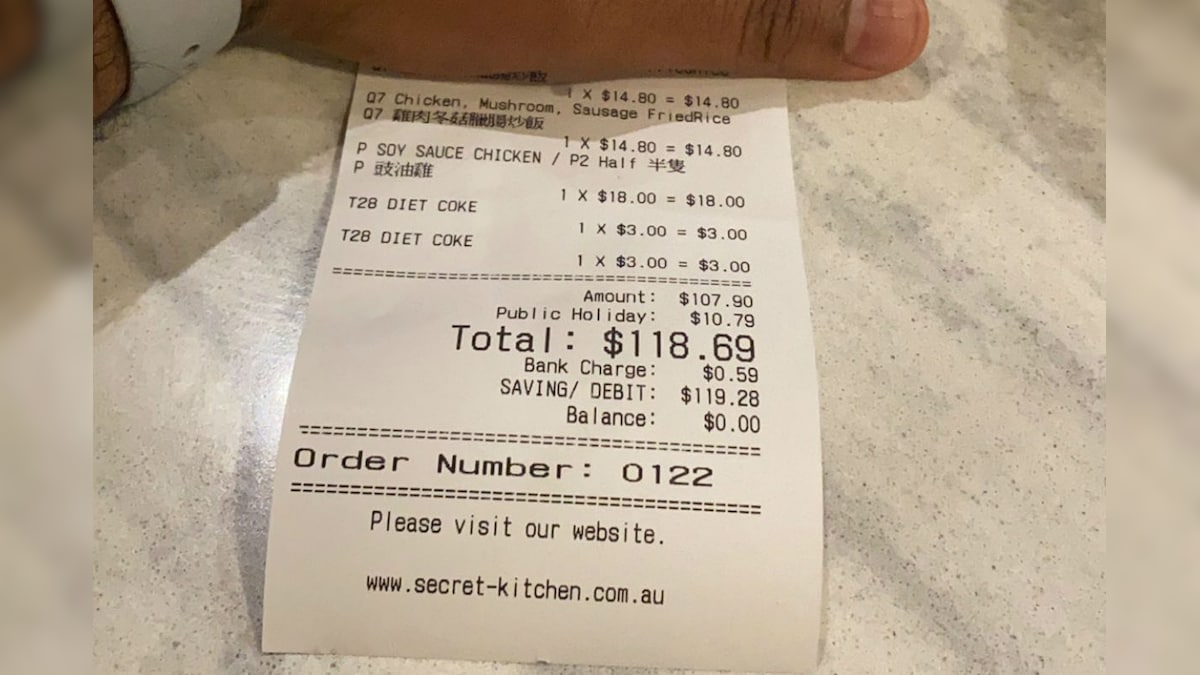 炒飯
1 X $14.80 = $14.80
Q7 Chicken, Mushroom, Sausage FriedRice
Q7 雞肉冬菇臘腸炒飯
1 X $14.80 = $14.80
P SOY SAUCE CHICKEN / P2 Half 半隻
P 豉油雞
1 X $18.00 = $18.00
T28 DIET COKE
1 X $3.00 = $3.00
T28 DIET COKE
1 X $3.00 = $3.00
Amount: $107.90
Public Holiday: $10.79
Total: $118.69
Bank Charge: $0.59
SAVING/ DEBIT: $119.28
Balance: $0.00
Order Number: 0122
Please visit our website.
www.secret-kitchen.com.au